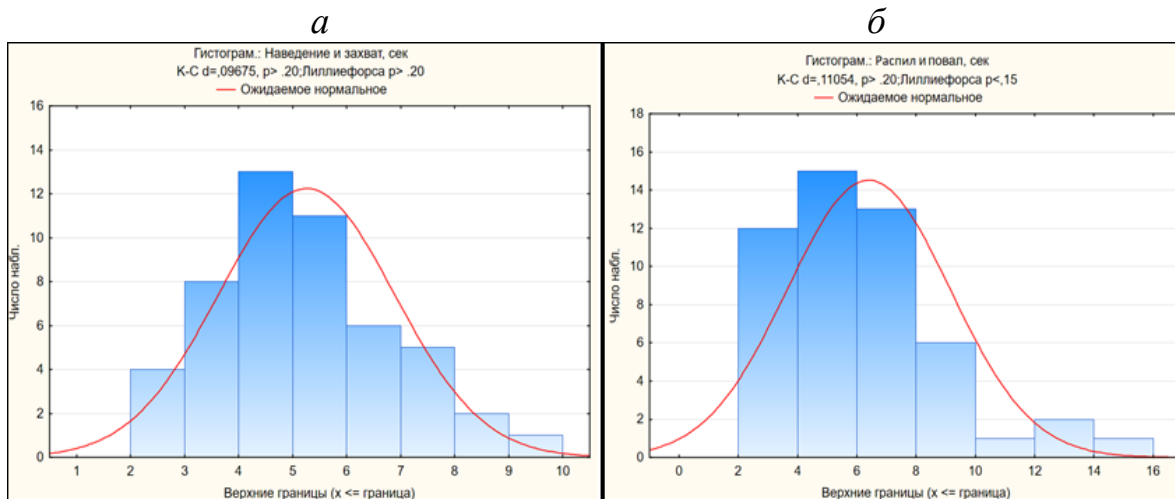 а
Гистограм.: Наведение и захват, сек
K-C d=,09675, p> .20;Лиллиефорса p> .20
Ожидаемое нормальное
Число набл.
16
14
12
10
8
6
4
2
0
1 2 3 4 5 6 7 8 9 10
Верхние границы (x <= граница)
б
Гистограм.: Распил и повал, сек
K-C d=,11054, p> .20;Лиллиефорса p<,15
Ожидаемое нормальное
Число набл.
18
16
14
12
10
8
6
4
2
0
0 2 4 6 8 10 12 14 16
Верхние границы (x <= граница)